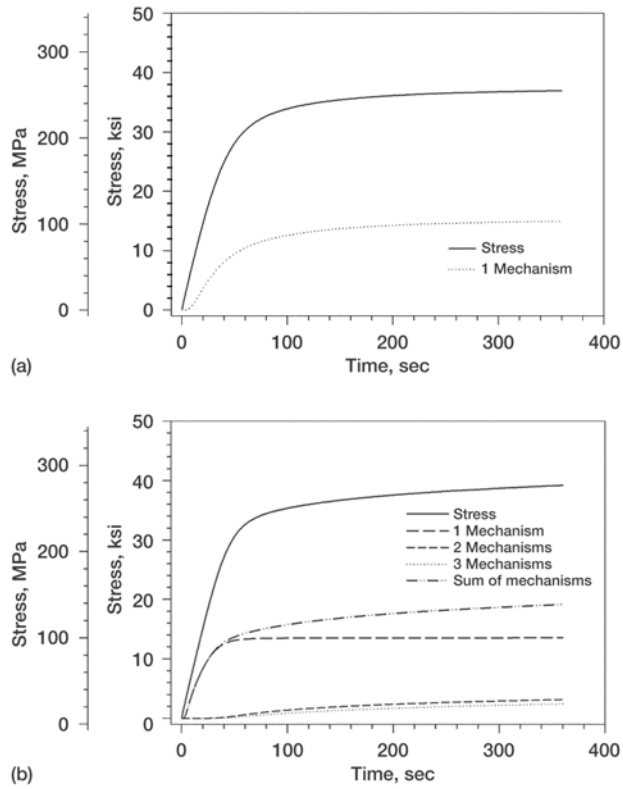 50
40
30
20
10
0
300
200
100
0
Stress, MPa
Stress, ksi
Stress
1 Mechanism
0
100
200
300
400
Time, sec
(a)
50
40
30
20
10
0
300
200
100
0
Stress, MPa
Stress, ksi
Stress
1 Mechanism
2 Mechanisms
3 Mechanisms
Sum of mechanisms
0
100
200
300
400
Time, sec
(b)